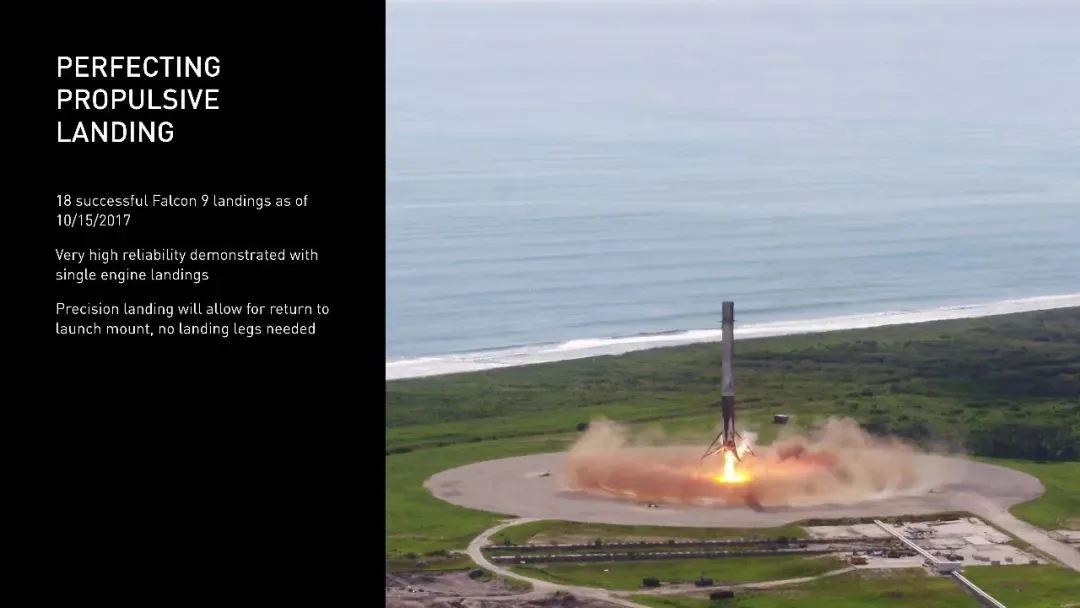 PERFECTING
PROPULSIVE
LANDING
18 successful Falcon 9 landings as of
10/15/2017
Very high reliability demonstrated with
single engine landings
Precision landing will allow for return to
launch mount, no landing legs needed